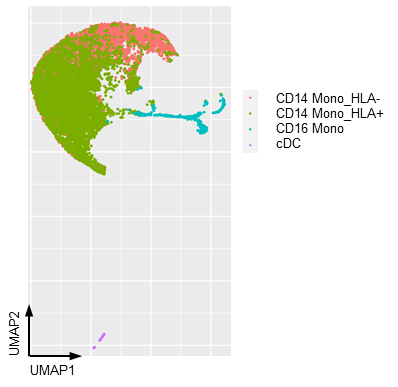 CD14 Mono_HLA-
CD14 Mono_HLA+
CD16 Mono
cDC
UMAP2
UMAP1